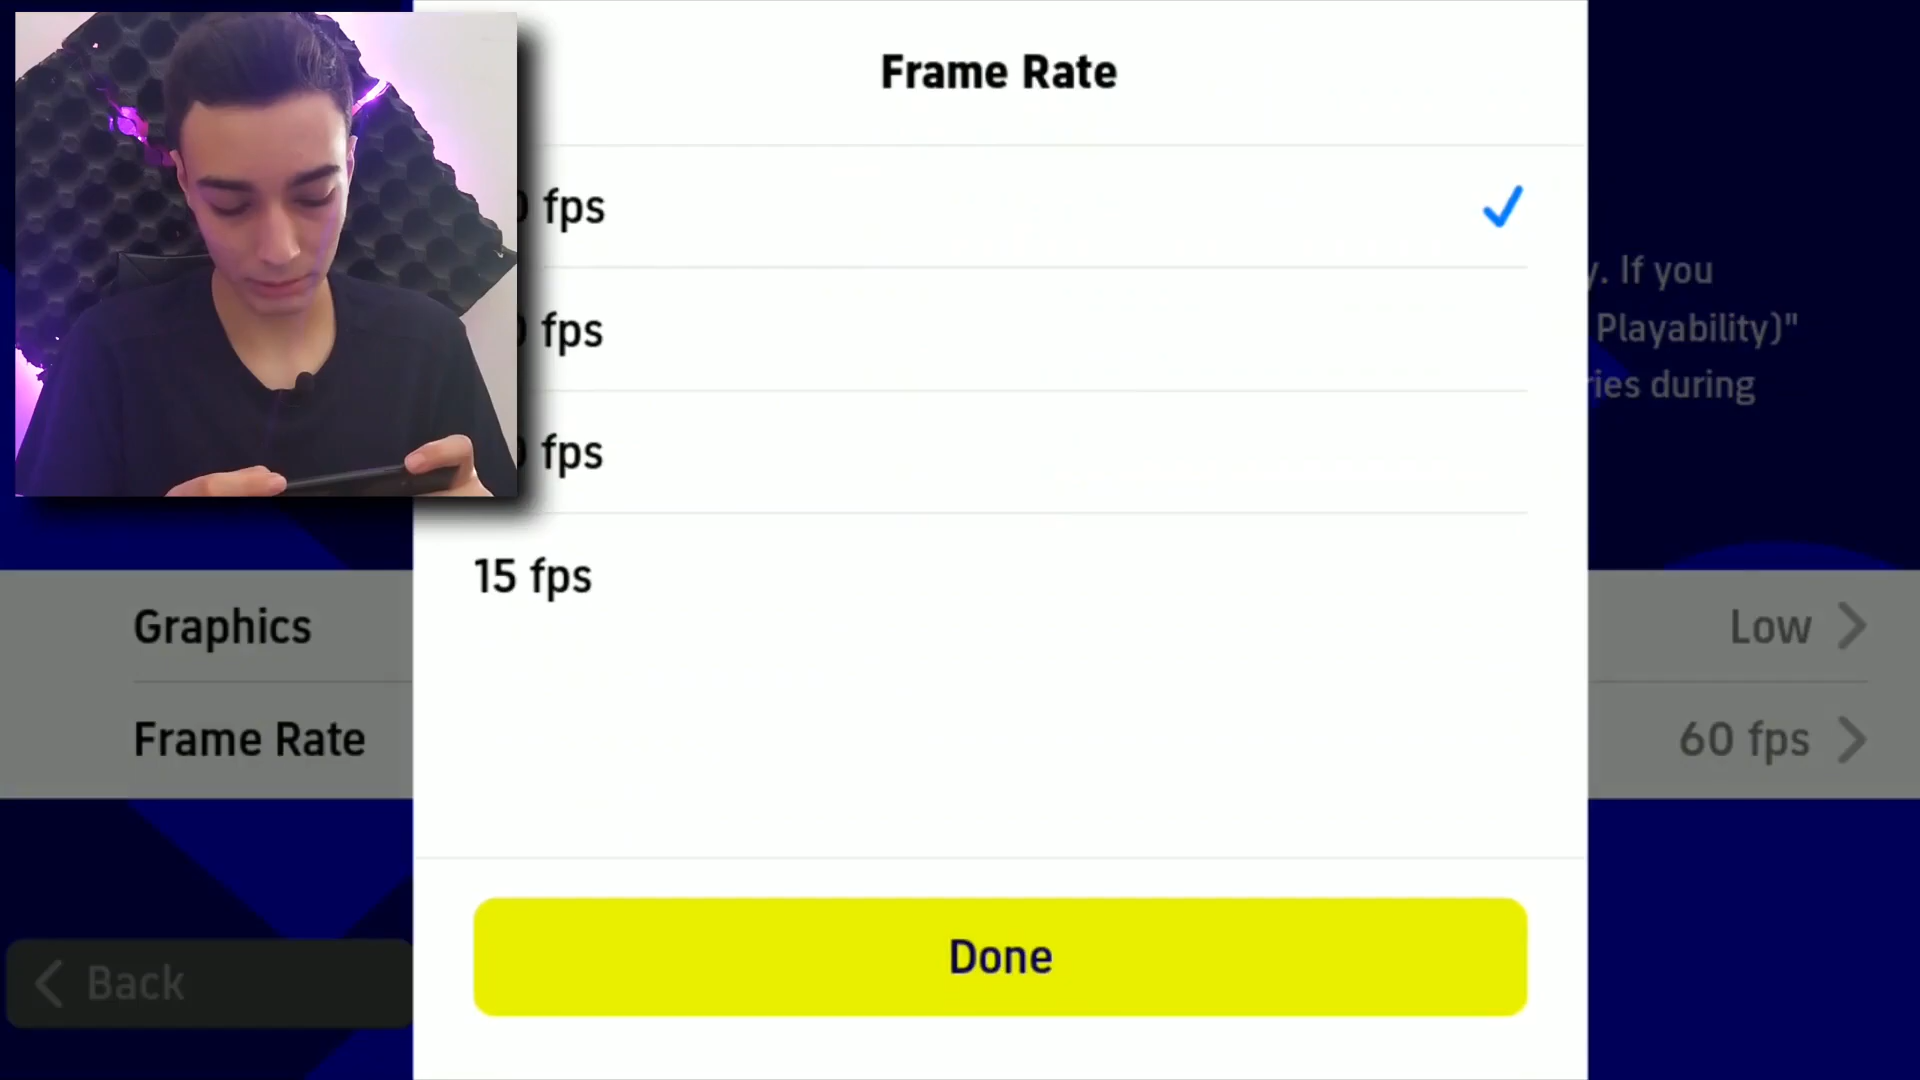 Frame Rate
fps
fps
fps
15 fps
y. If you
Playability)"
ries during
Graphics
Low
Frame Rate
60 fps
Back
Done